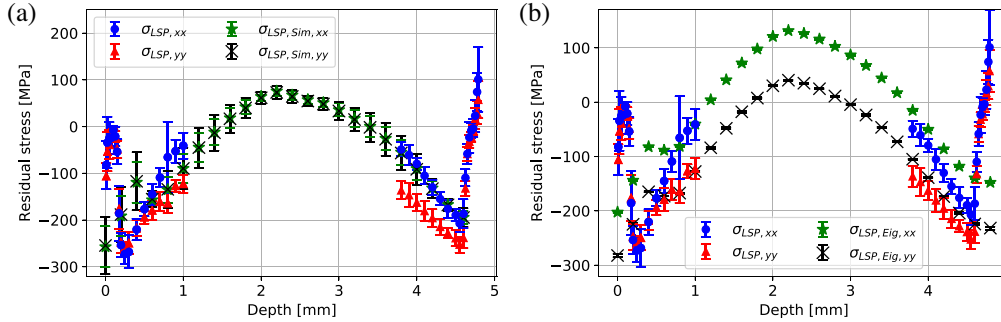 (a)
σLSP, xx
σLSP, yy
σLSP, Sim, xx
σLSP, Sim, yy
Residual stress [MPa]
200
100
0
−100
−200
−300
0
1
2
3
4
5
Depth [mm]
(b)
σLSP, xx
σLSP, yy
σLSP, Eig, xx
σLSP, Eig, yy
Residual stress [MPa]
100
0
−100
−200
−300
0
1
2
3
4
Depth [mm]